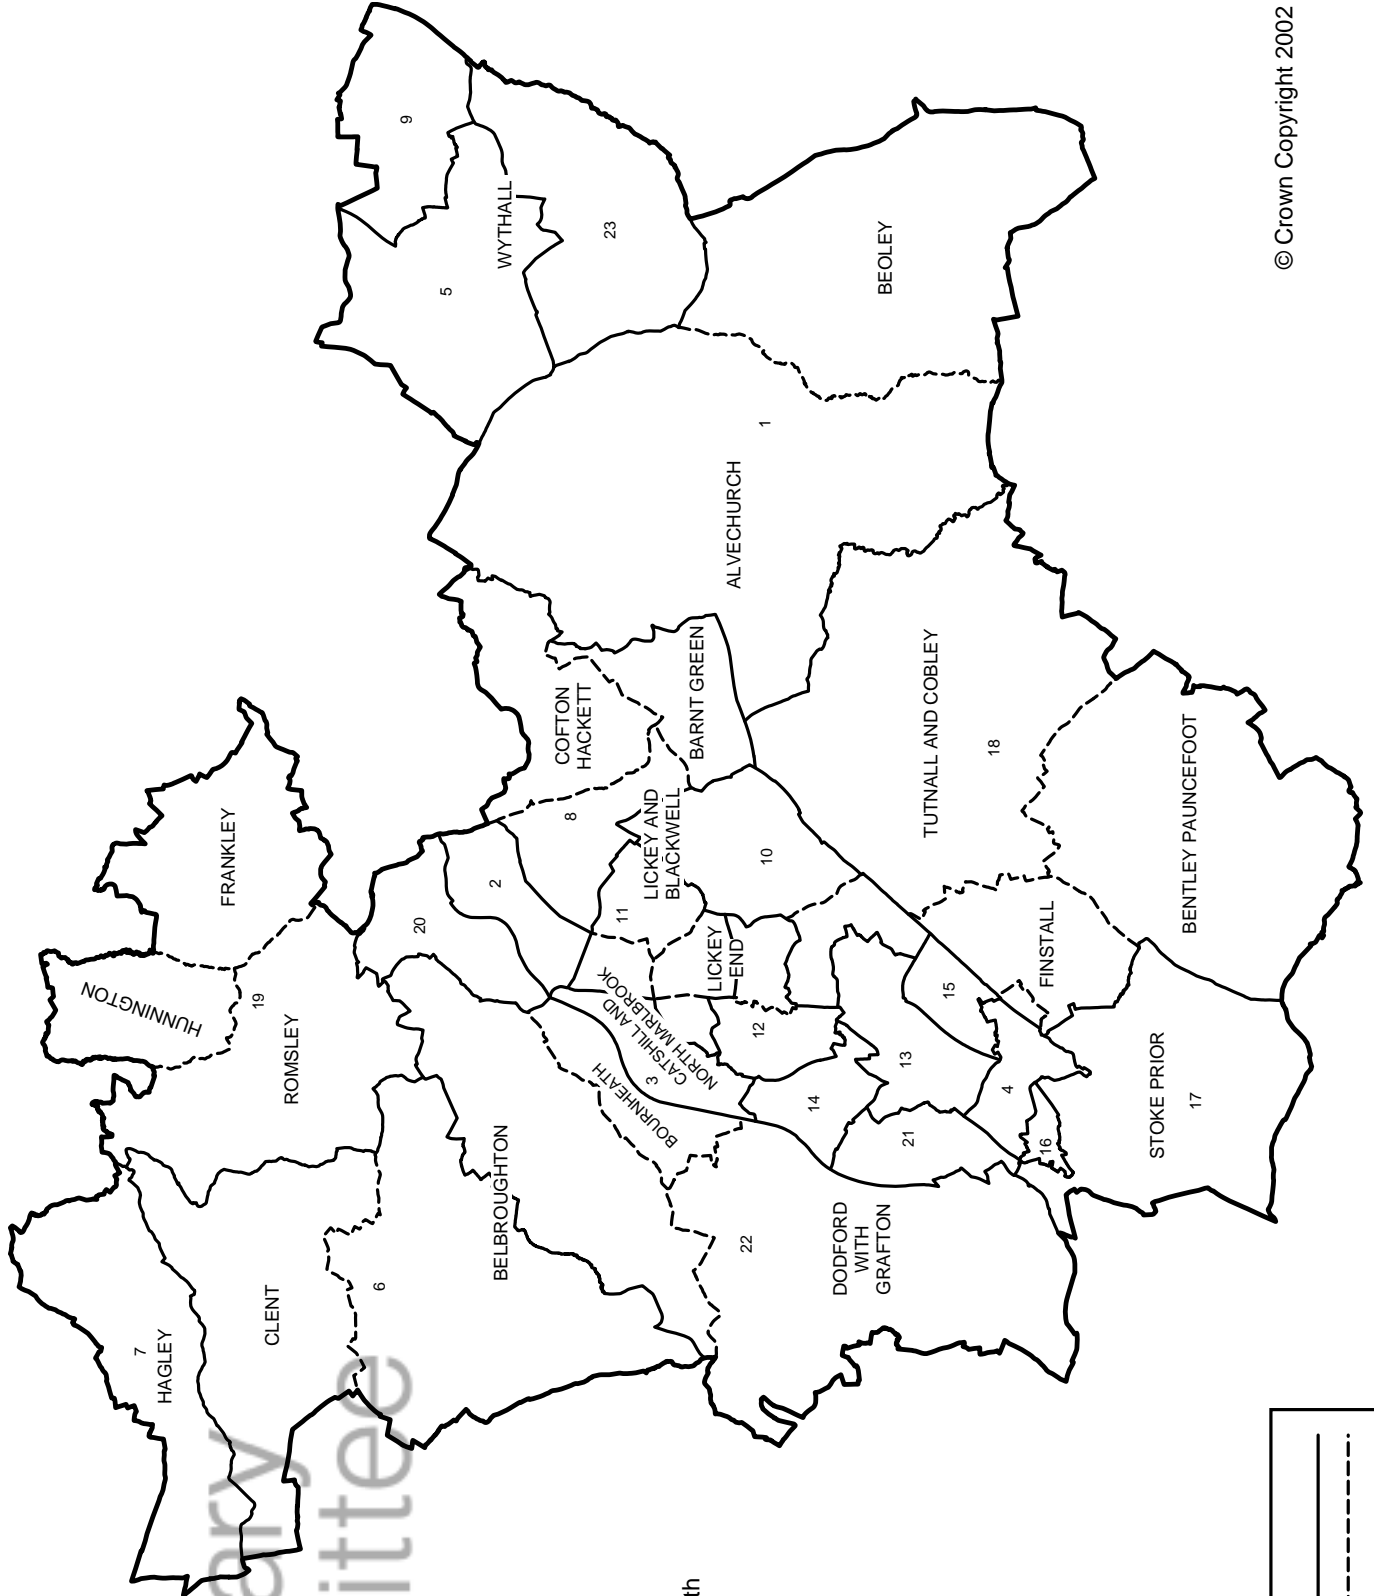 ary
ittee
th
© Crown Copyright 2002
HAGLEY
7
CLENT
6
BELBROUGHTON
ROMSLEY
19
HUNNINGTON
FRANKLEY
20
2
8
COFTON
HACKETT
BARNT GREEN
LICKEY AND
BLACKWELL
11
10
LICKEY
END
CATSHILL AND
NORTH MARLBROOK
3
BOURNHEATH
12
14
13
15
21
4
16
22
DODFORD
WITH
GRAFTON
STOKE PRIOR
17
FINSTALL
BENTLEY PAUNCEFOOT
TUTNALL AND COBLEY
18
ALVECHURCH
1
BEOLEY
WYTHALL
5
9
23